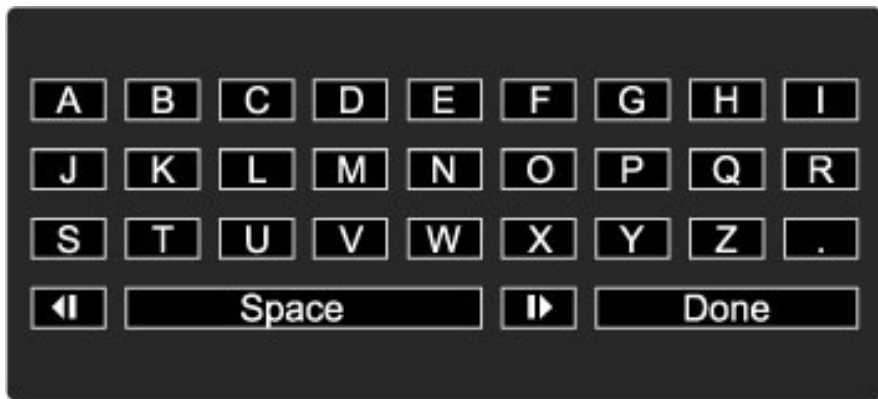 A B C D E F G H I
J K L M N O P Q R
S T U V W X Y Z .
Space Done